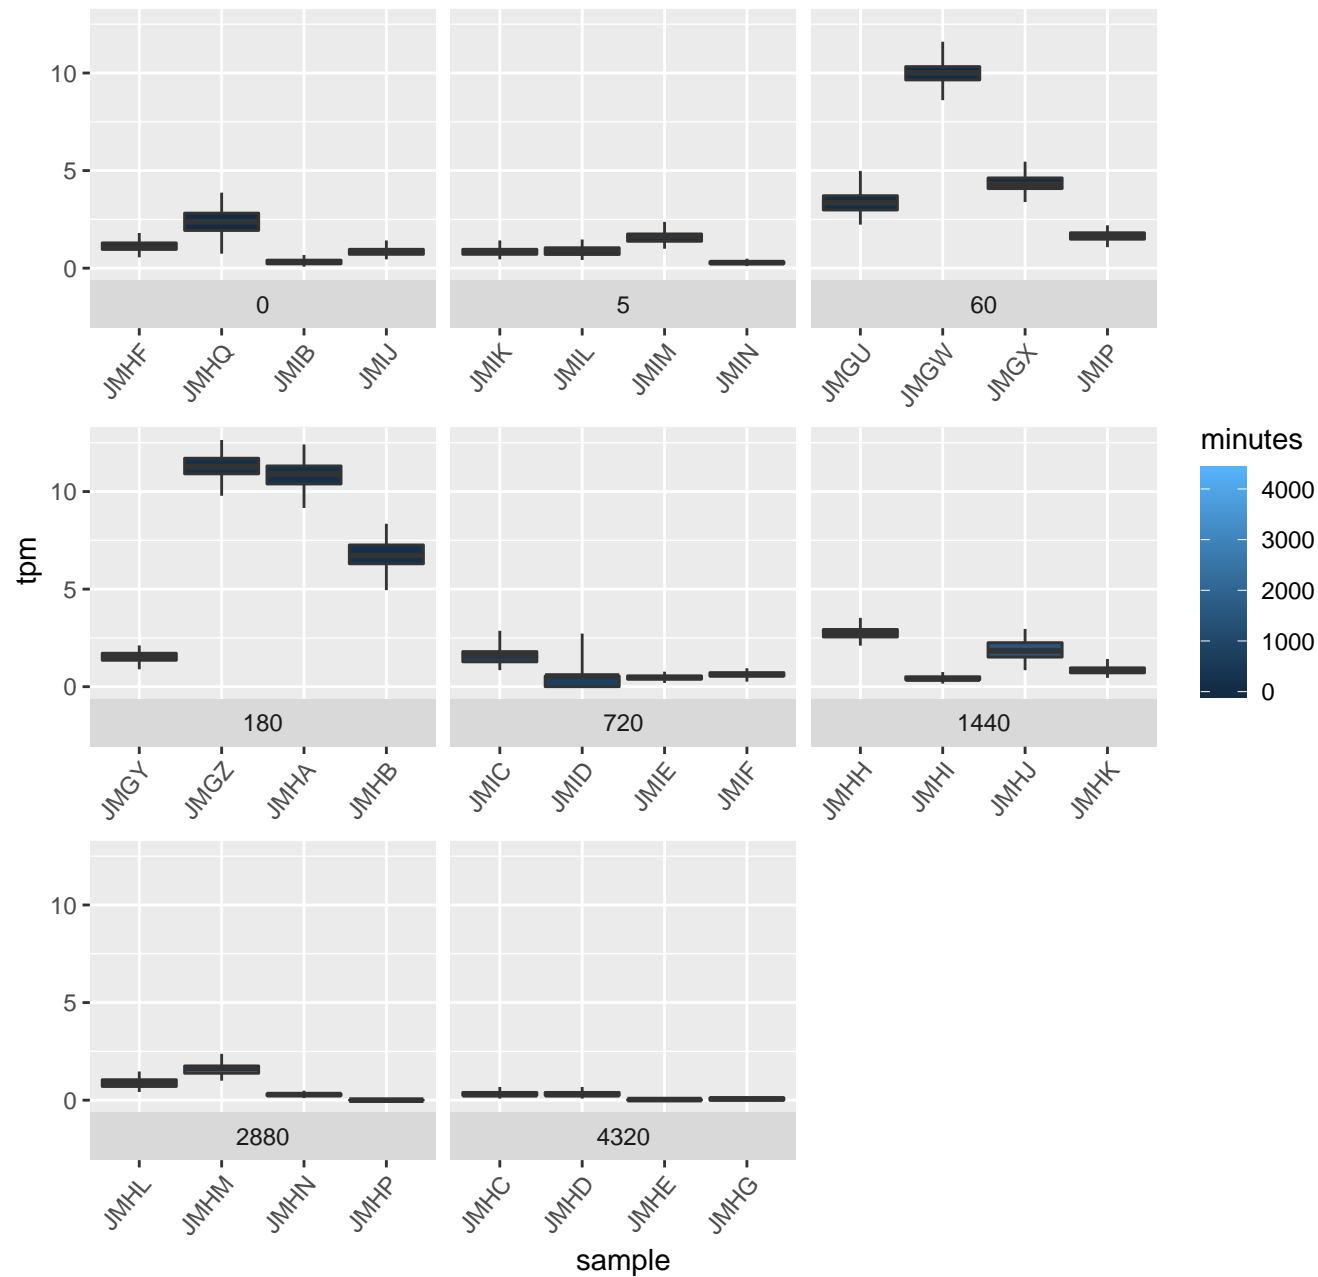 10
5
0
0
5
60
JMHF JMHQ JMIB JMIJ
JMIK JMIL JMIM JMIN
JMGU JMGW JMGX JMIP
tpm
10
5
0
180
720
1440
JMGY JMGZ JMHA JMHB
JMIC JMID JMIE JMIF
JMHH JMHI JMHJ JMHK
minutes
4000
3000
2000
1000
0
10
5
0
2880
4320
JMHL JMHM JMHN JMHP
JMHC JMHD JMHE JMHG
sample